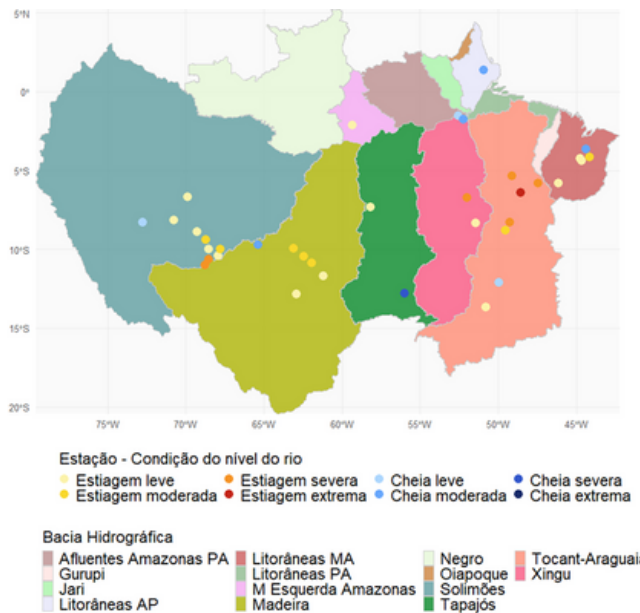 5°N
0°
5°S
10°S
15°S
20°S
75°W 70°W 65°W 60°W 55°W 50°W 45°W
Estação - Condição do nível do rio
Estiagem leve Estiagem severa Cheia leve Cheia severa
Estiagem moderada Estiagem extrema Cheia moderada Cheia extrema
Bacia Hidrográfica
Afluentes Amazonas PA Litorâneas MA Negro Tocant-Araguaia
Gurupi Litorâneas PA Oiapoque Xingu
Jari M Esquerda Amazonas Solimões
Litorâneas AP Madeira Tapajós